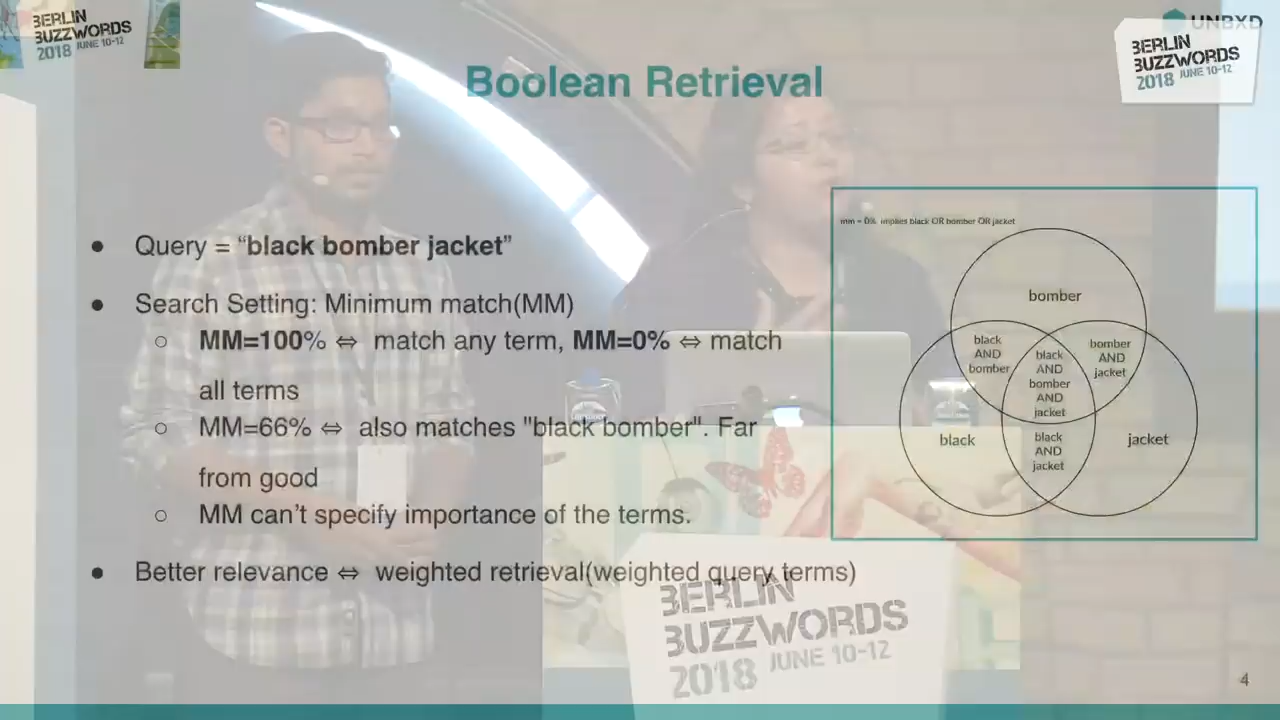 BERLIN
BUZZWORDS
2018 JUNE 10-12
UNBXD
BERLIN
BUZZWORDS
2018 JUNE 10-12
Boolean Retrieval
● Query = “black bomber jacket”
● Search Setting: Minimum match(MM)
○ MM=100% ⇔ match any term, MM=0% ⇔ match
all terms
○ MM=66% ⇔ also matches "black bomber". Far
from good
○ MM can’t specify importance of the terms.
● Better relevance ⇔ weighted retrieval(weighted query terms)
mm = 0% implies black OR bomber OR jacket
bomber
black
AND
bomber
bomber
AND
jacket
black
AND
bomber
AND
jacket
black
jacket
black
AND
jacket
BERLIN
BUZZWORDS
2018 JUNE 10-12
4